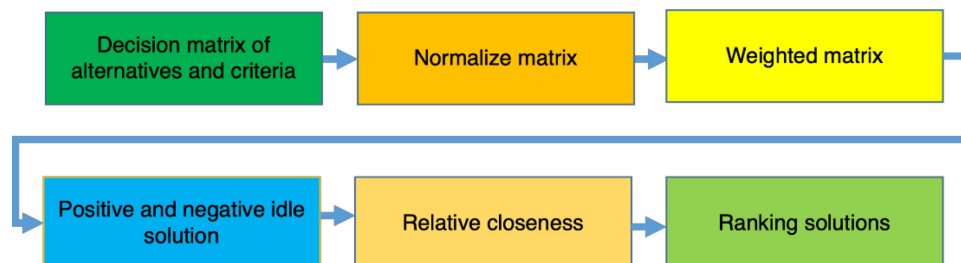 Decision matrix of
alternatives and criteria
Normalize matrix
Weighted matrix
Positive and negative idle
solution
Relative closeness
Ranking solutions